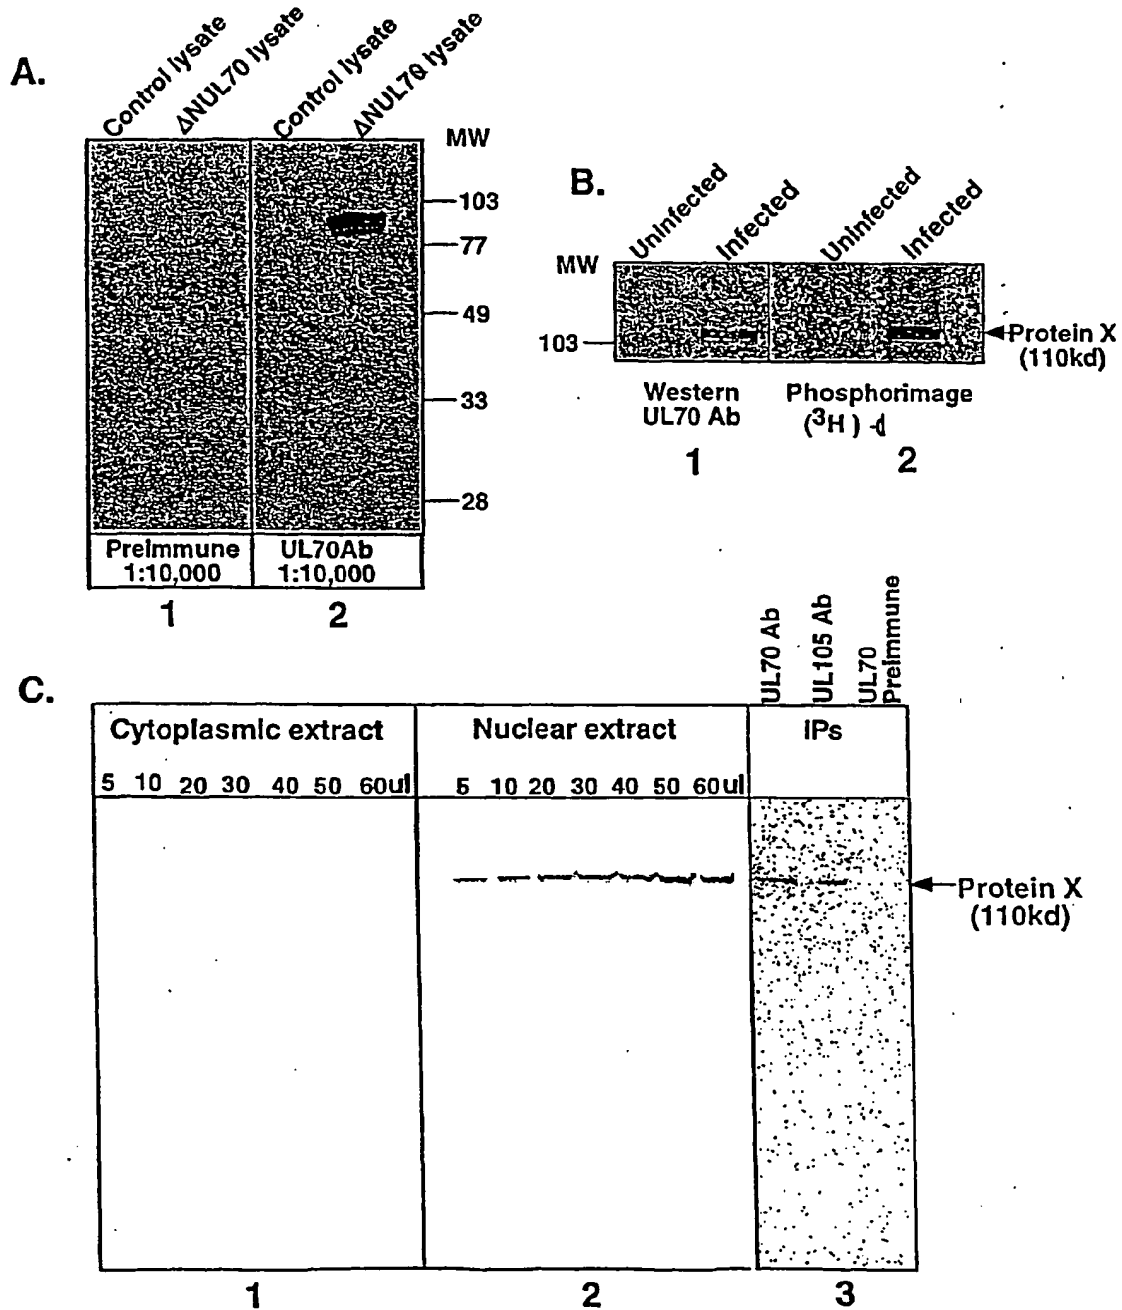 A.
Control lysate
ΔNUL70 lysate
Control lysate
ΔNUL70 lysate
MW
103
77
49
33
28
Preimmune
1:10,000
UL70Ab
1:10,000
1
2
B.
Uninfected
Infected
Uninfected
Infected
MW
103
Protein X
(110kd)
Western
UL70 Ab
Phosphorimage
(³H)
1
2
C.
UL70 Ab
UL105 Ab
UL70
Preimmune
Cytoplasmic extract
Nuclear extract
IPs
5 10 20 30 40 50 60ul
5 10 20 30 40 50 60ul
Protein X
(110kd)
1
2
3